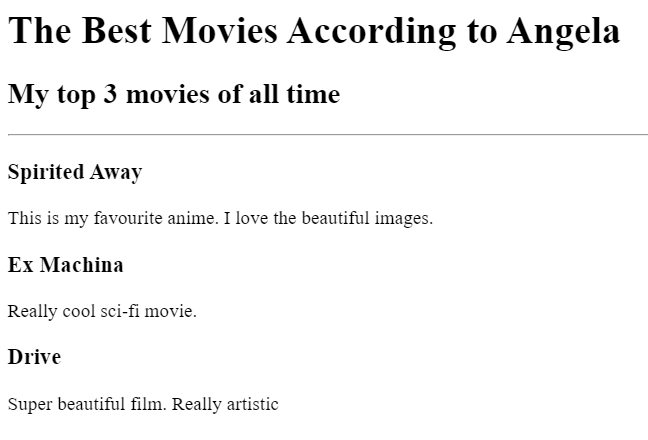 The Best Movies According to Angela
My top 3 movies of all time
Spirited Away
This is my favourite anime. I love the beautiful images.
Ex Machina
Really cool sci-fi movie.
Drive
Super beautiful film. Really artistic